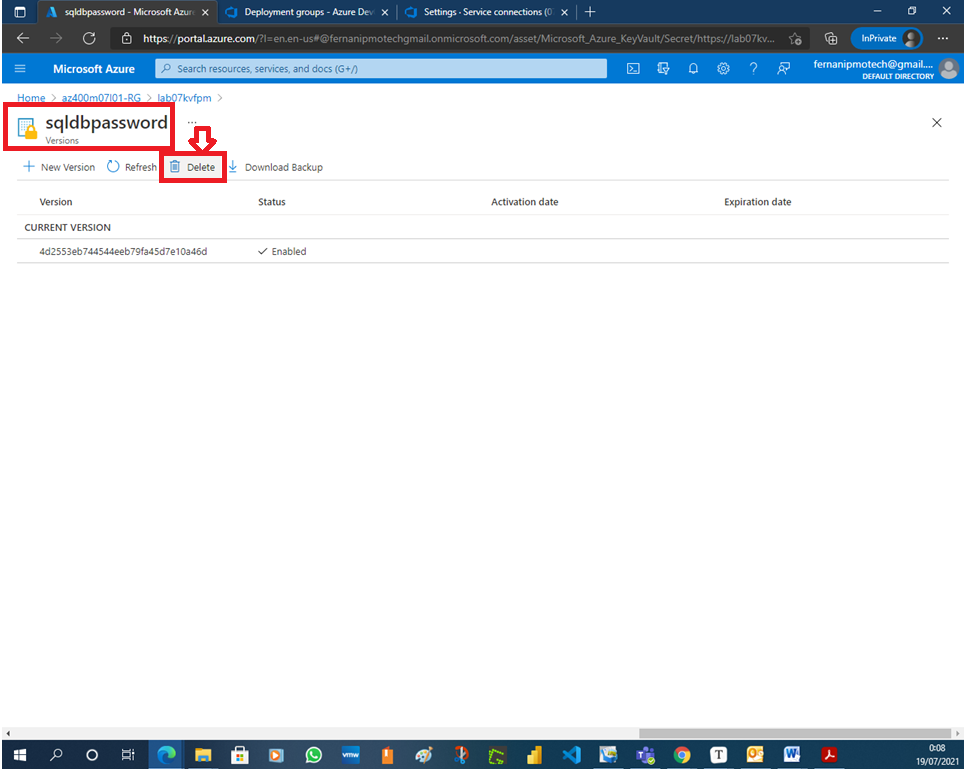 sqldbpassword - Microsoft Azure
Deployment groups - Azure Dev
Settings · Service connections (07
https://portal.azure.com/?l=en.en-us#@fernanipmotechgmail.onmicrosoft.com/asset/Microsoft_Azure_KeyVault/Secret/https://lab07kv...
InPrivate
Microsoft Azure
Search resources, services, and docs (G+/)
fernanipmotech@gmail....
DEFAULT DIRECTORY
Home > az400m07l01-RG > lab07kvfpm >
sqldbpassword ...
Versions
New Version Refresh Delete Download Backup
Version Status Activation date Expiration date
CURRENT VERSION
4d2553eb744544eeb79fa45d7e10a46d Enabled
vmw
T
0:08
19/07/2021